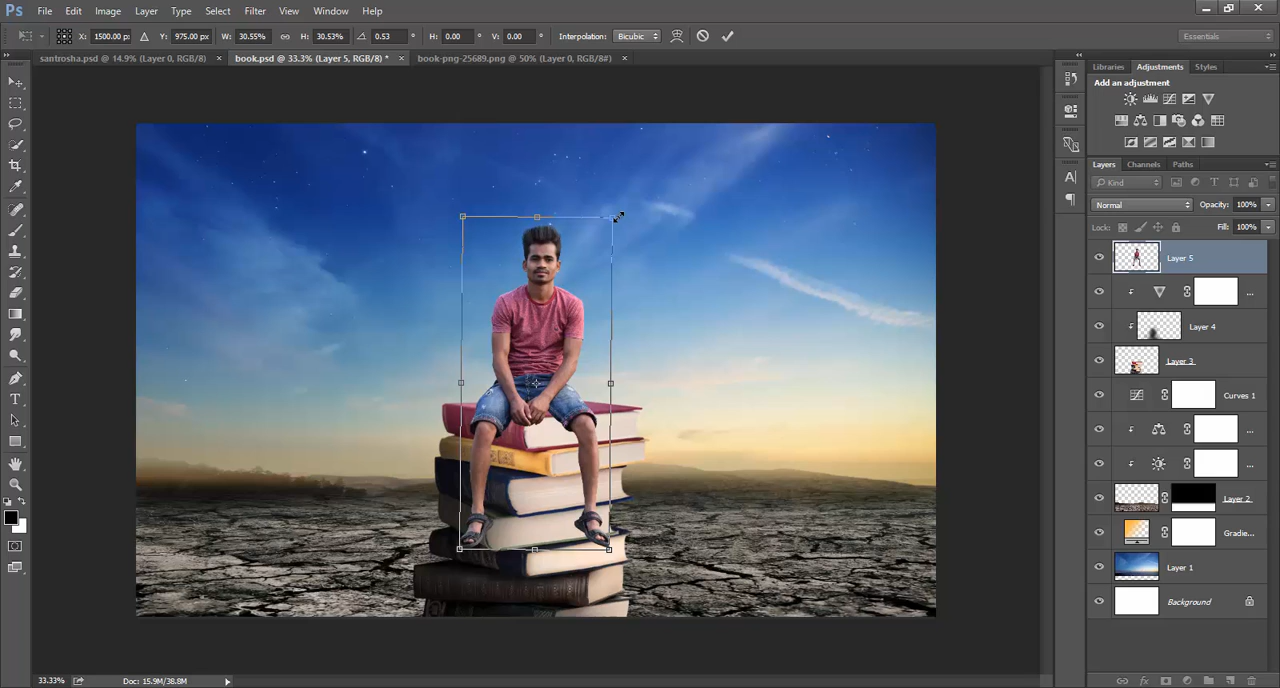 Ps File Edit Image Layer Type Select Filter View Window Help
X: 1500.00 px Y: 975.00 px W: 30.55% H: 30.53% 0.53 ° H: 0.00 ° V: 0.00 ° Interpolation: Bicubic Essentials
santrosha.psd @ 14.9% (Layer 0, RGB/8) × book.psd @ 33.3% (Layer 5, RGB/8) * × book-png-25689.png @ 50% (Layer 0, RGB/8#) ×
Libraries Adjustments Styles
Add an adjustment
Layers Channels Paths
Kind
Normal Opacity: 100%
Lock: Fill: 100%
Layer 5
...
Layer 4
Layer 3
Curves 1
...
...
Layer 2
Gradie...
Layer 1
Background
33.33% Doc: 15.9M/38.8M